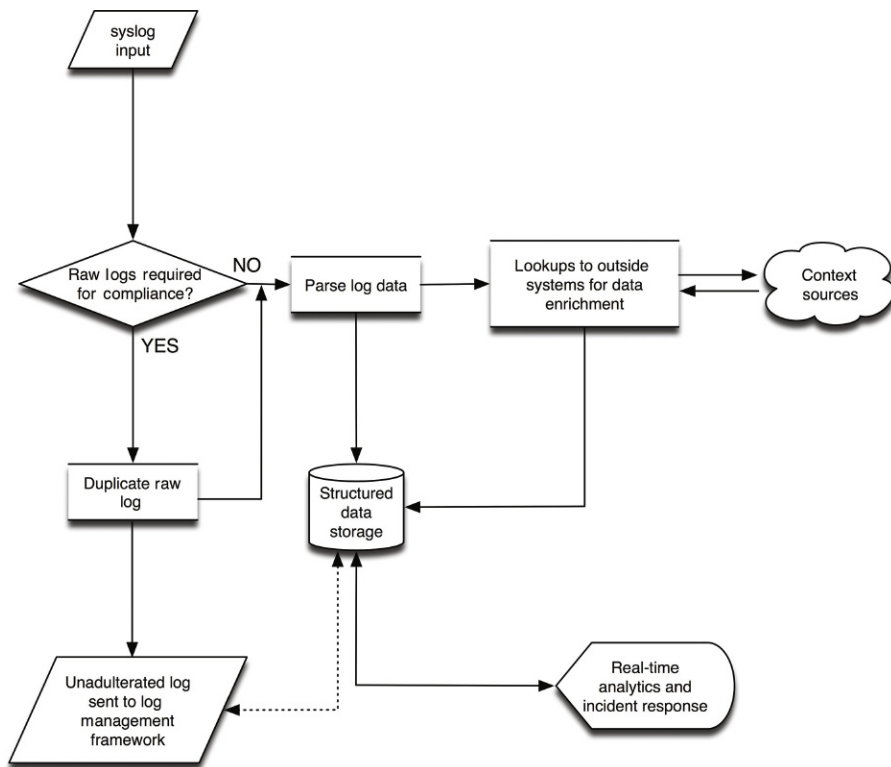 syslog
input
Raw logs required
for compliance?
NO
YES
Parse log data
Lookups to outside
systems for data
enrichment
Context
sources
Duplicate raw
log
Structured
data
storage
Unadulterated log
sent to log
management
framework
Real-time
analytics and
incident response